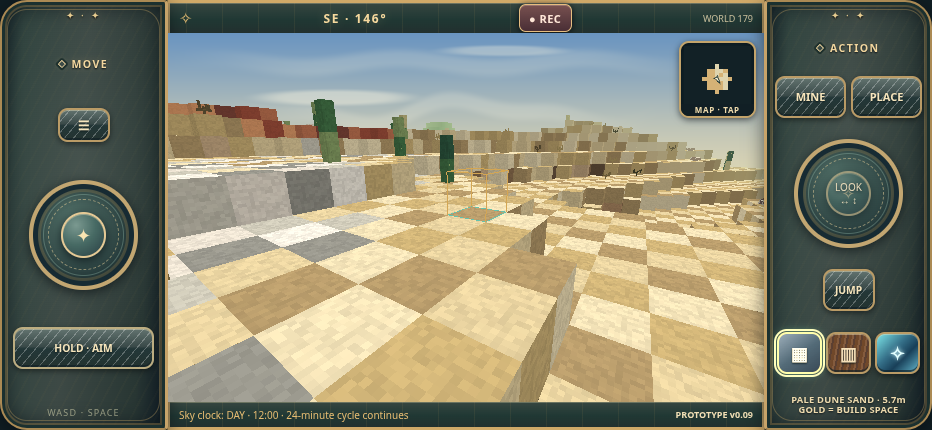 MOVE
HOLD · AIM
WASD · SPACE
SE · 146°
● REC
WORLD 179
MAP · TAP
Sky clock: DAY · 12:00 · 24-minute cycle continues
PROTOTYPE v0.09
ACTION
MINE
PLACE
LOOK
JUMP
PALE DUNE SAND · 5.7m
GOLD = BUILD SPACE